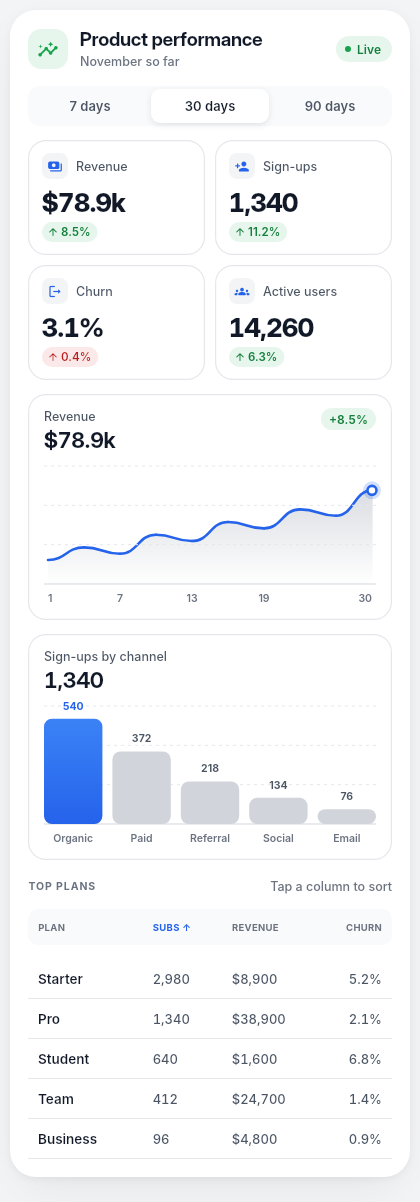 Product performance
November so far
Live
7 days 30 days 90 days
Revenue
$78.9k
↑ 8.5%
Sign-ups
1,340
↑ 11.2%
Churn
3.1%
↑ 0.4%
Active users
14,260
↑ 6.3%
Revenue
$78.9k
+8.5%
1 7 13 19 30
Sign-ups by channel
1,340
540 372 218 134 76
Organic Paid Referral Social Email
TOP PLANS Tap a column to sort
PLAN SUBS ↑ REVENUE CHURN
Starter 2,980 $8,900 5.2%
Pro 1,340 $38,900 2.1%
Student 640 $1,600 6.8%
Team 412 $24,700 1.4%
Business 96 $4,800 0.9%